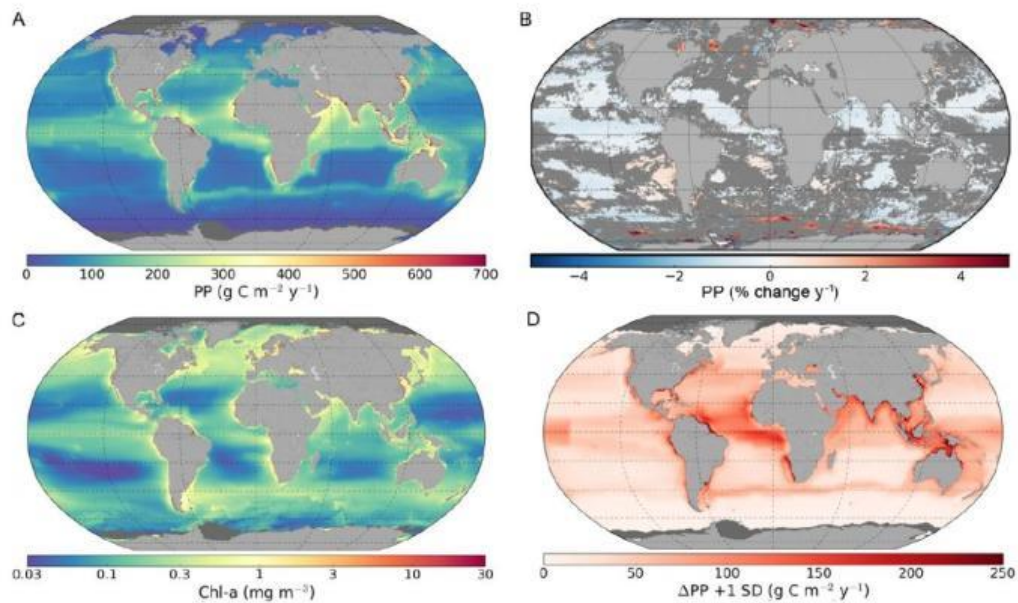 A
B
0 100 200 300 400 500 600 700
PP (g C m⁻² y⁻¹)
−4 −2 0 2 4
PP (% change y⁻¹)
C
D
0.03 0.1 0.3 1 3 10 30
Chl-a (mg m⁻³)
0 50 100 150 200 250
ΔPP +1 SD (g C m⁻² y⁻¹)